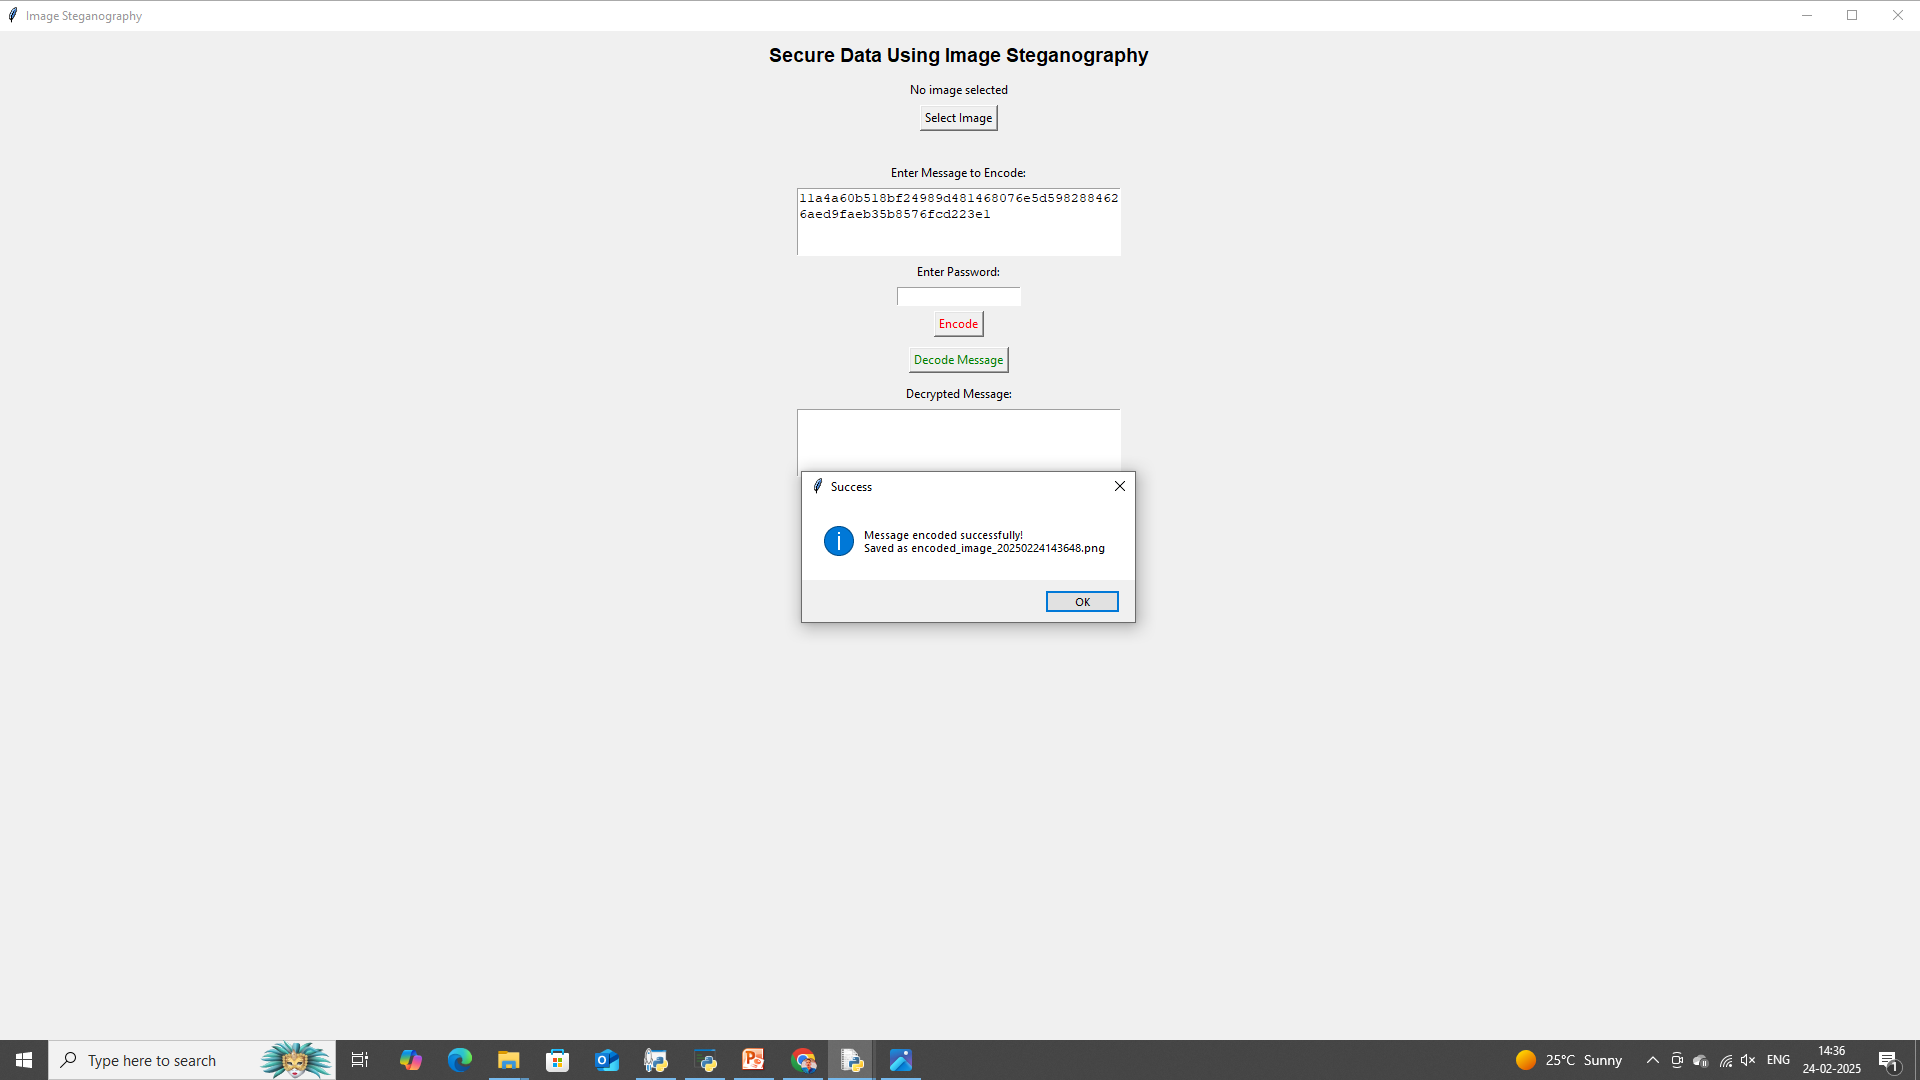 Image Steganography
Secure Data Using Image Steganography
No image selected
Select Image
Enter Message to Encode:
11a4a60b518bf24989d481468076e5d598288462
6aed9faeb35b8576fcd223e1
Enter Password:
Encode
Decode Message
Decrypted Message:
Success
Message encoded successfully!
Saved as encoded_image_20250224143648.png
OK
Type here to search
25°C Sunny
ENG
14:36
24-02-2025
1